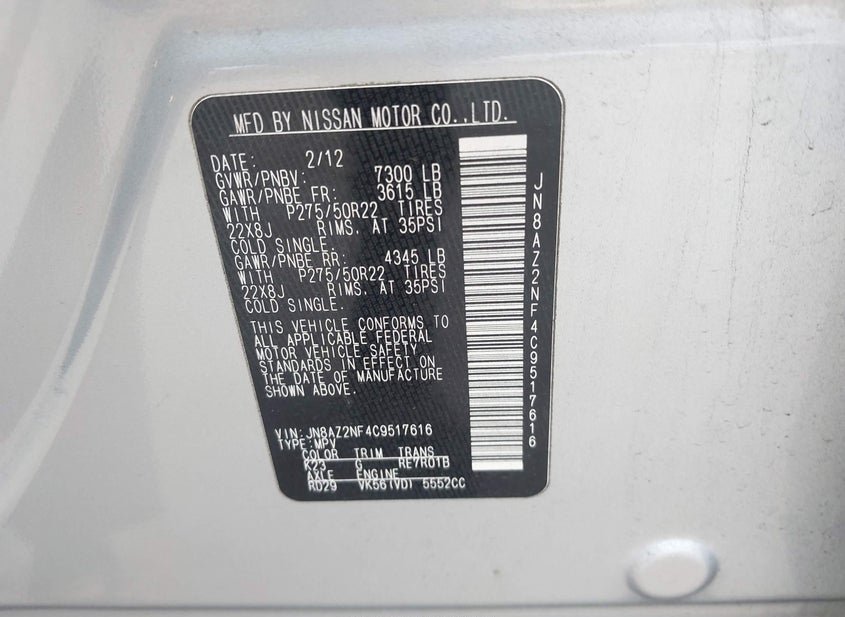 MFD BY NISSAN MOTOR CO.,LTD.
DATE: 2/12
GVWR/PNBV: 7300 LB
GAWR/PNBE FR: 3615 LB
WITH P275/50R22 TIRES
22X8J RIMS. AT 35PSI
COLD SINGLE.
GAWR/PNBE RR: 4345 LB
WITH P275/50R22 TIRES
22X8J RIMS. AT 35PSI
COLD SINGLE.
THIS VEHICLE CONFORMS TO
ALL APPLICABLE FEDERAL
MOTOR VEHICLE SAFETY
STANDARDS IN EFFECT ON
THE DATE OF MANUFACTURE
SHOWN ABOVE.
VIN:JN8AZ2NF4C9517616
TYPE:MPV
COLOR TRIM TRANS
K23 G RE7R01B
AXLE ENGINE
RD29 VK56(VD) 5552CC
JN8AZ2NF4C9517616